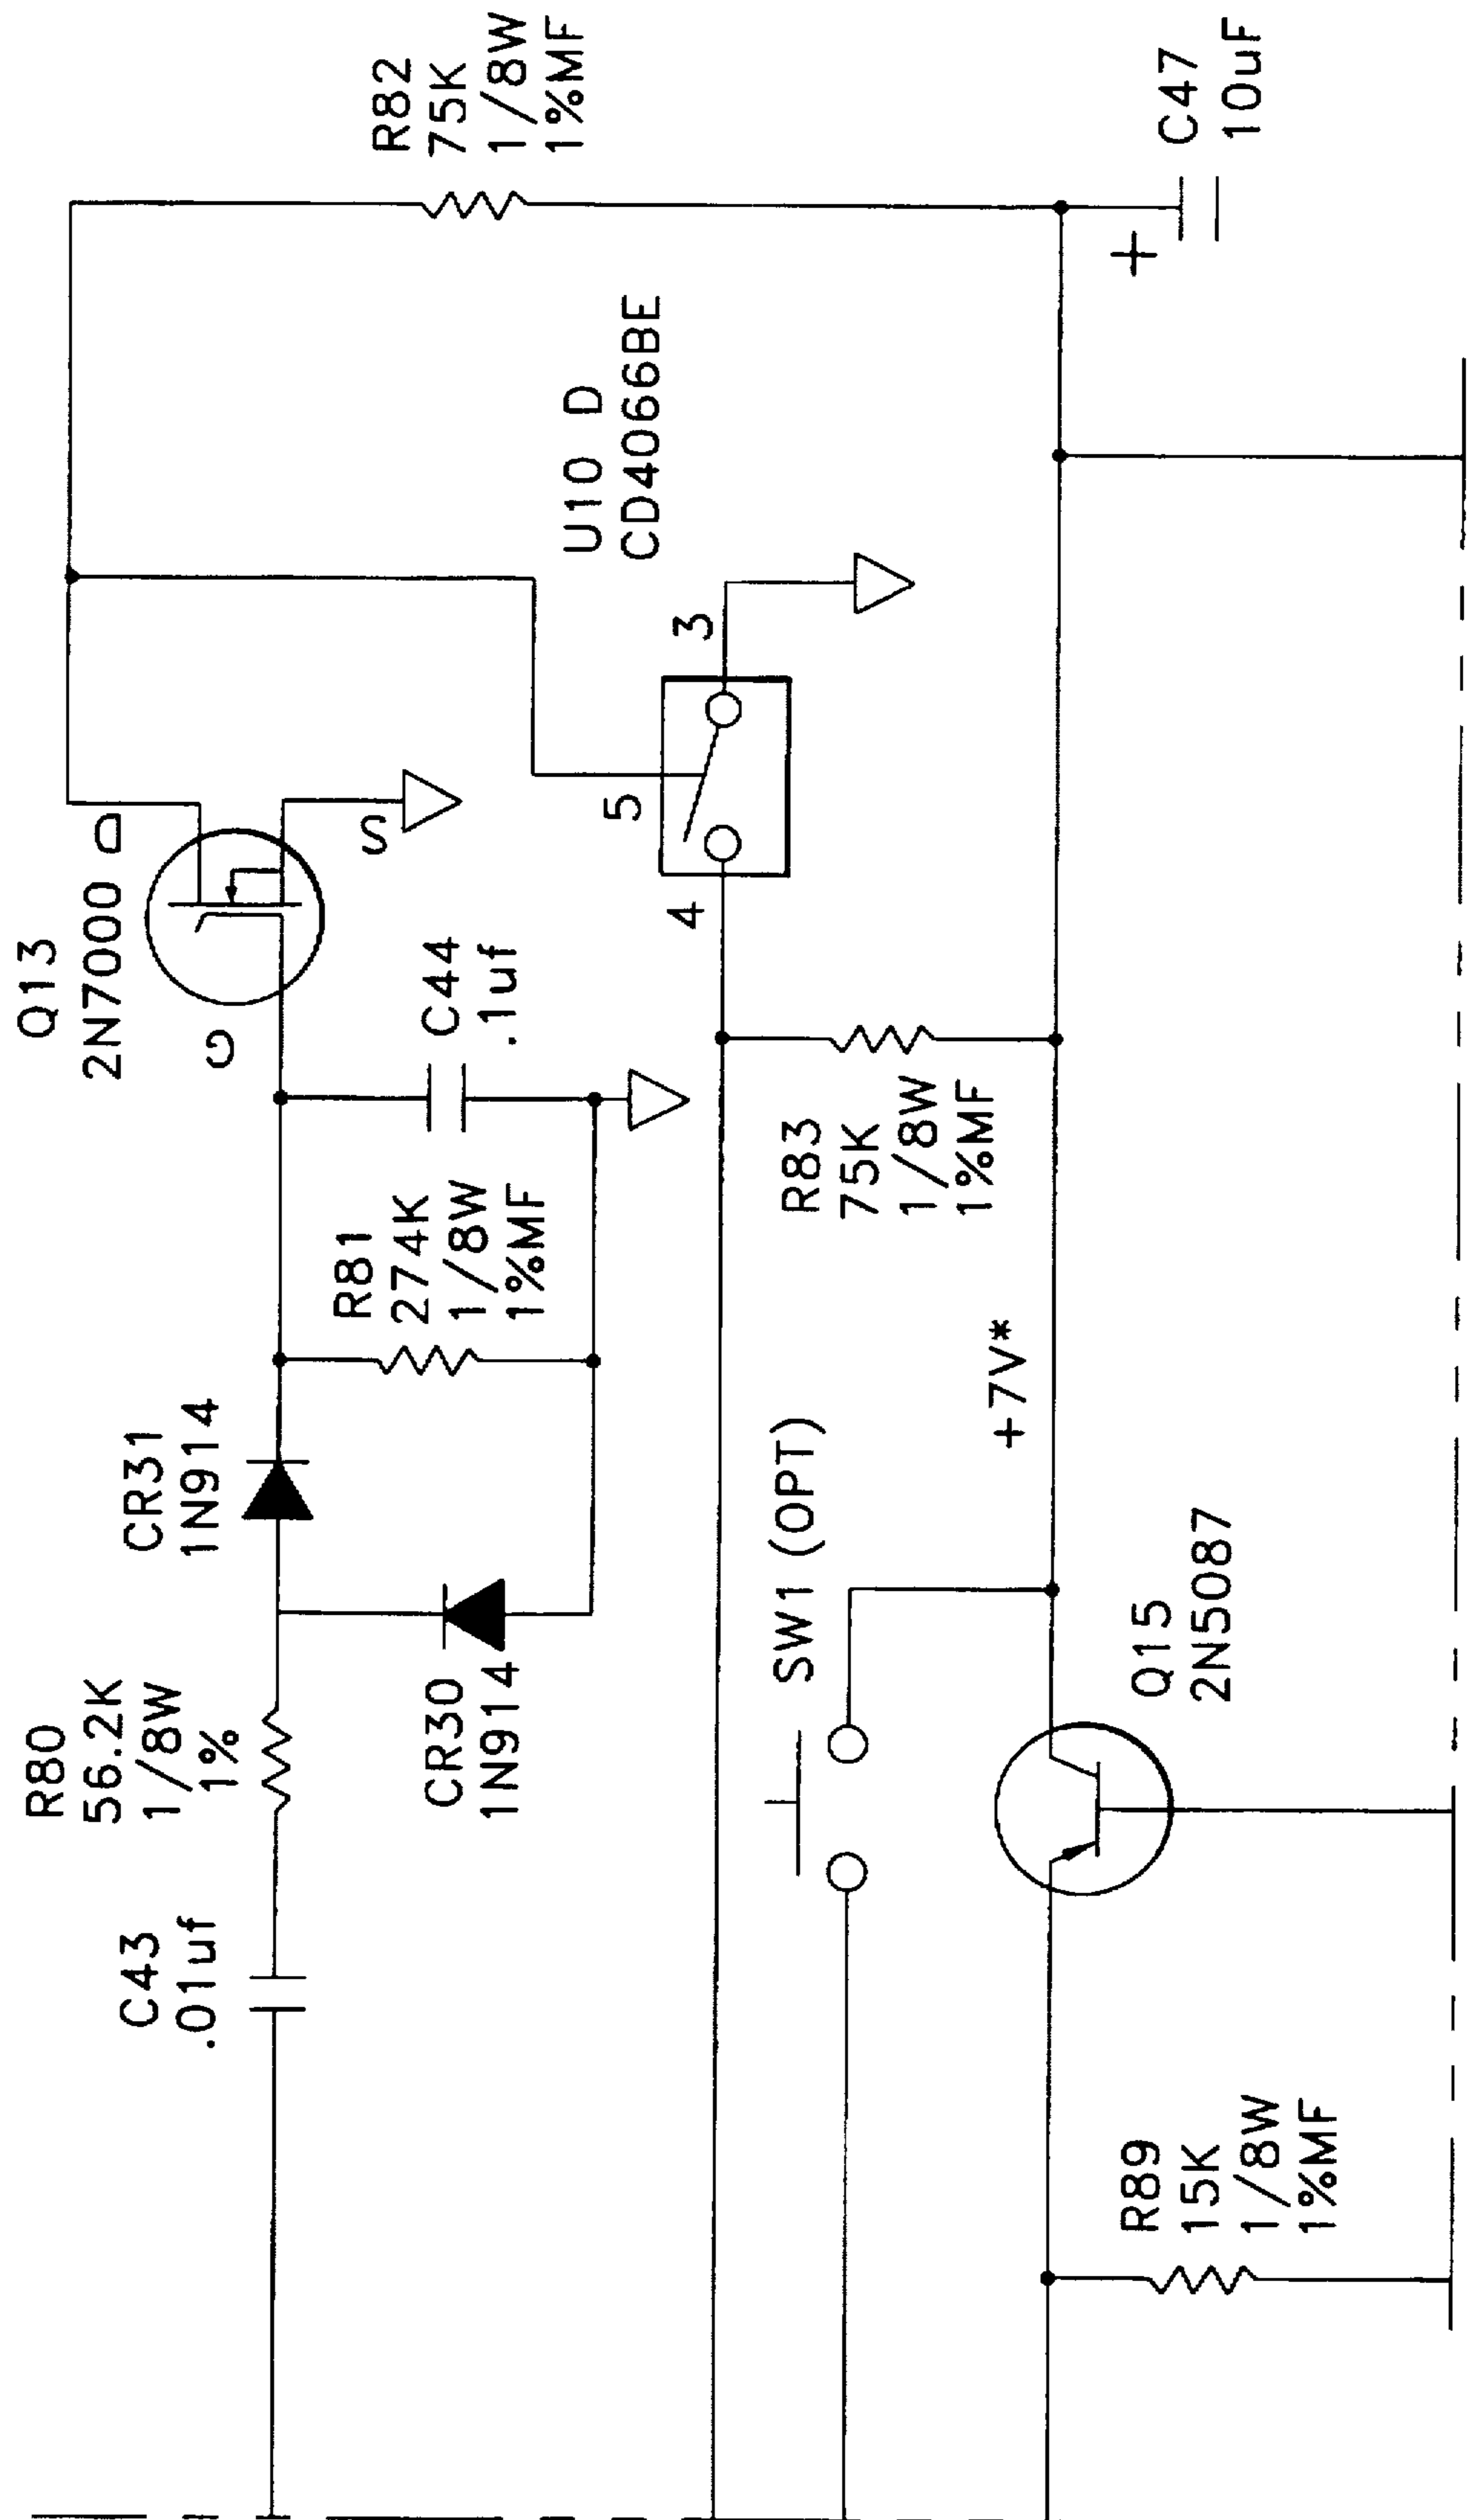 R82
75K
1/8W
1%MF
C47
10uF
+
U10 D
CD4066BE
3
5
4
Q13
2N7000
D
S
G
C44
.1uf
R81
274K
1/8W
1%MF
R83
75K
1/8W
1%MF
+7V*
CR31
1N914
SW1 (OPT)
Q15
2N5087
R80
56.2K
1/8W
1%
CR30
1N914
C43
.01uf
R89
15K
1/8W
1%MF